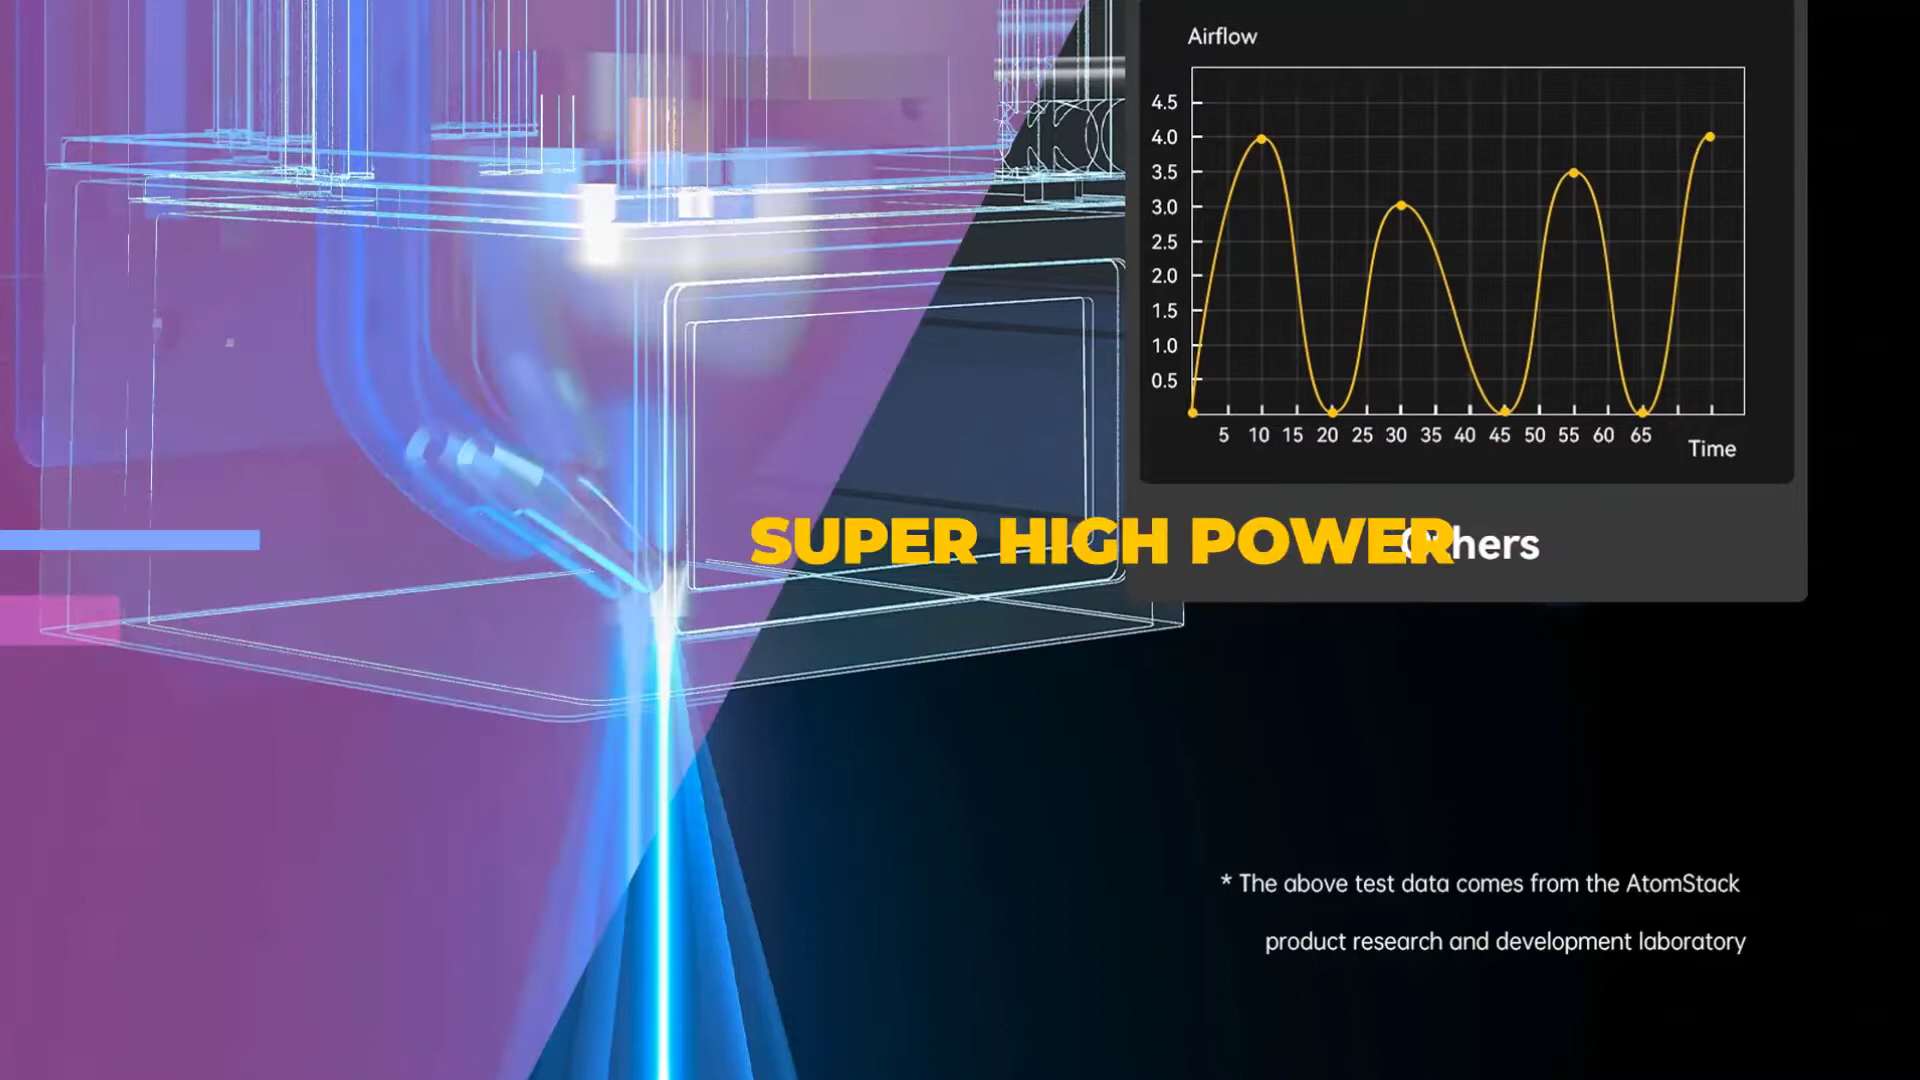 Airflow
4.5
4.0
3.5
3.0
2.5
2.0
1.5
1.0
0.5
5 10 15 20 25 30 35 40 45 50 55 60 65
Time
SUPER HIGH POWER
Others
* The above test data comes from the AtomStack
product research and development laboratory